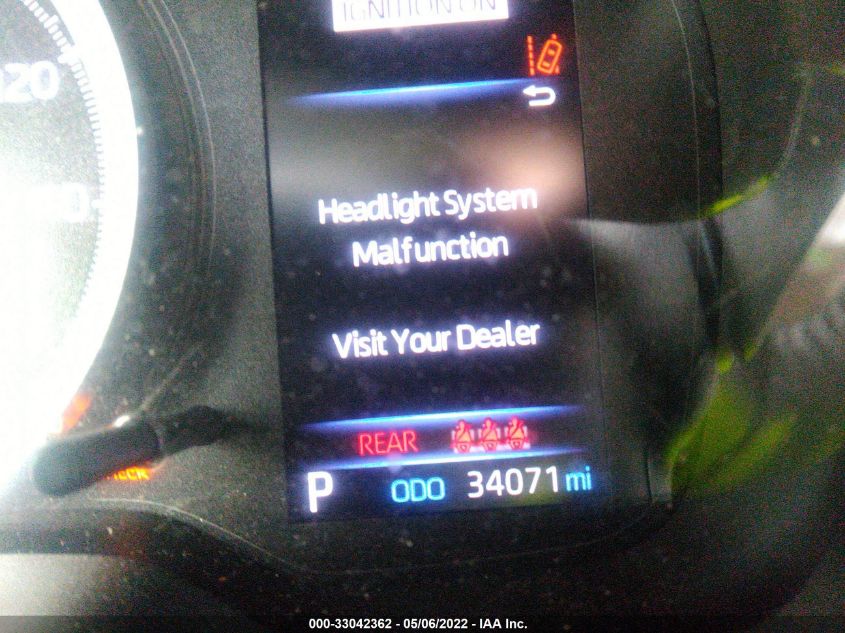 IGNITION ON
120
Headlight System
Malfunction
Visit Your Dealer
REAR
P ODO 34071 mi
000-33042362 - 05/06/2022 - IAA Inc.